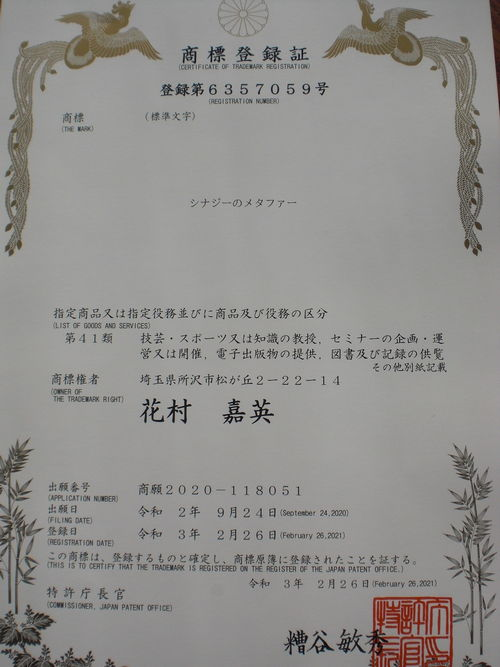 商標登録証
(CERTIFICATE OF TRADEMARK REGISTRATION)
登録第6357059号
(REGISTRATION NUMBER)
商標
(THE MARK)
(標準文字)
シナジーのメタファー
指定商品又は指定役務並びに商品及び役務の区分
(LIST OF GOODS AND SERVICES)
第41類 技芸・スポーツ又は知識の教授，セミナーの企画・運
営又は開催，電子出版物の提供，図書及び記録の供覧
その他別紙記載
商標権者 埼玉県所沢市松が丘2－22－14
(OWNER OF
THE TRADEMARK RIGHT)
花村 嘉英
出願番号 商願2020－118051
(APPLICATION NUMBER)
出願日 令和 2年 9月24日(September 24,2020)
(FILING DATE)
登録日 令和 3年 2月26日(February 26,2021)
(REGISTRATION DATE)
この商標は、登録するものと確定し、商標原簿に登録されたことを証する。
(THIS IS TO CERTIFY THAT THE TRADEMARK IS REGISTERED ON THE REGISTER OF THE JAPAN PATENT OFFICE.)
令和 3年 2月26日(February 26,2021)
特許庁長官
(COMMISSIONER, JAPAN PATENT OFFICE)
糟谷敏秀